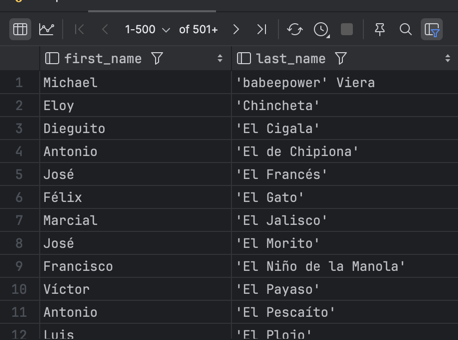 1-500 of 501+
first_name last_name
1 Michael 'babeepower' Viera
2 Eloy 'Chincheta'
3 Dieguito 'El Cigala'
4 Antonio 'El de Chipiona'
5 José 'El Francés'
6 Félix 'El Gato'
7 Marcial 'El Jalisco'
8 José 'El Morito'
9 Francisco 'El Niño de la Manola'
10 Víctor 'El Payaso'
11 Antonio 'El Pescaíto'
12 Luis 'El Plojo'